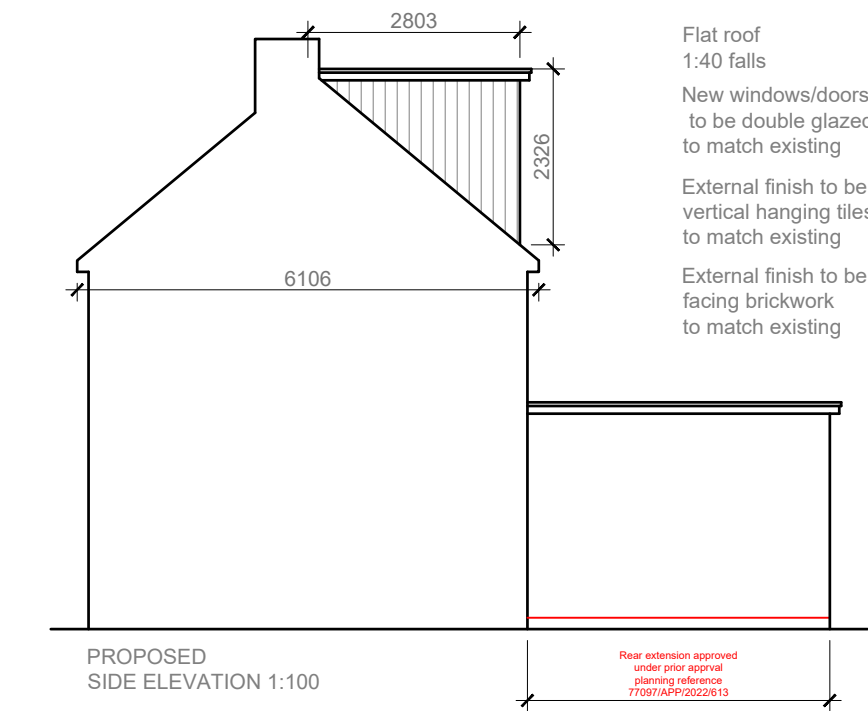 2803
Flat roof
1:40 falls
New windows/doors
to be double glazed
to match existing
2326
External finish to be
vertical hanging tiles
to match existing
6106
External finish to be
facing brickwork
to match existing
PROPOSED
SIDE ELEVATION 1:100
Rear extension approved
under prior apprval
planning reference
77097/APP/2022/613